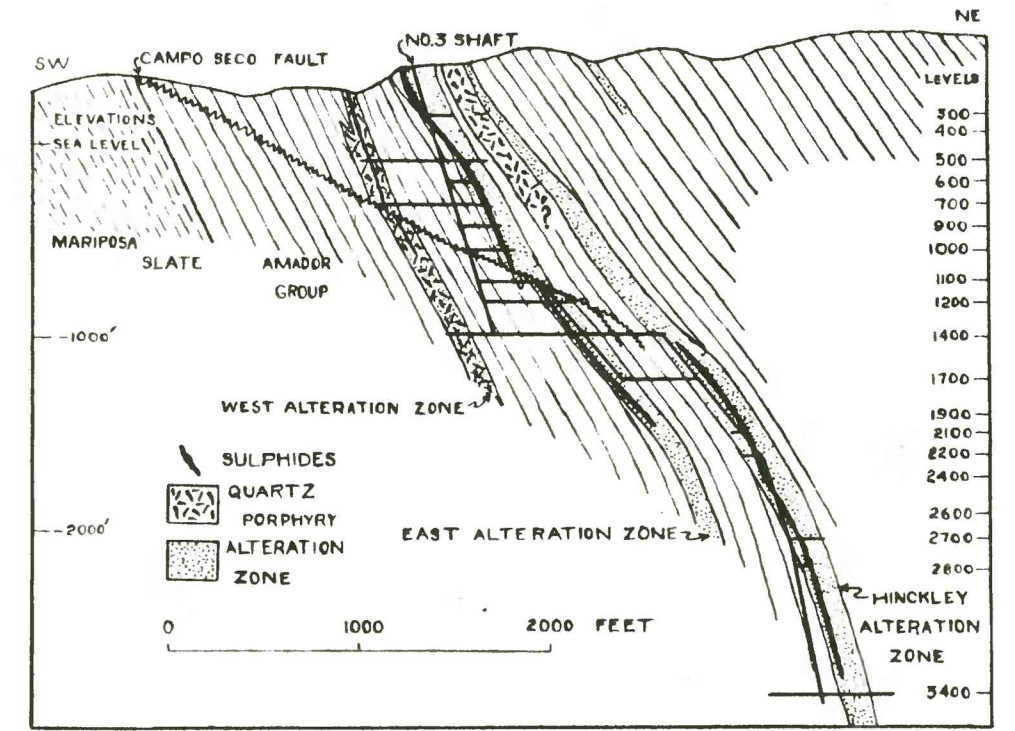 NE
NO.3 SHAFT
SW
CAMPO SECO FAULT
LEVELS
ELEVATIONS
SEA LEVEL
300
400
500
600
700
900
1000
1100
1200
1400
1700
1900
2100
2200
2400
2600
2700
2800
3400
MARIPOSA
SLATE
AMADOR
GROUP
-1000'
WEST ALTERATION ZONE
SULPHIDES
QUARTZ
PORPHYRY
ALTERATION
ZONE
-2000'
EAST ALTERATION ZONE
HINCKLEY
ALTERATION
ZONE
0 1000 2000 FEET
?